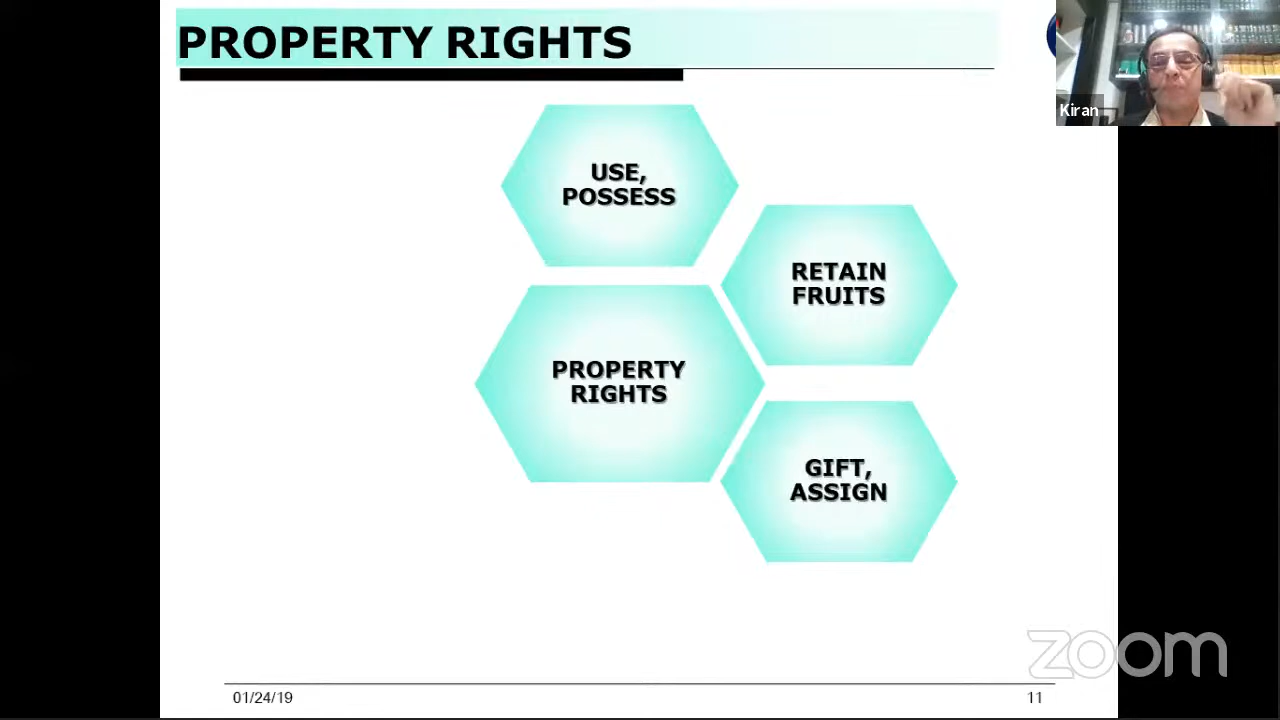 PROPERTY RIGHTS
Kiran
USE,
POSSESS
RETAIN
FRUITS
PROPERTY
RIGHTS
GIFT,
ASSIGN
zoom
01/24/19
11